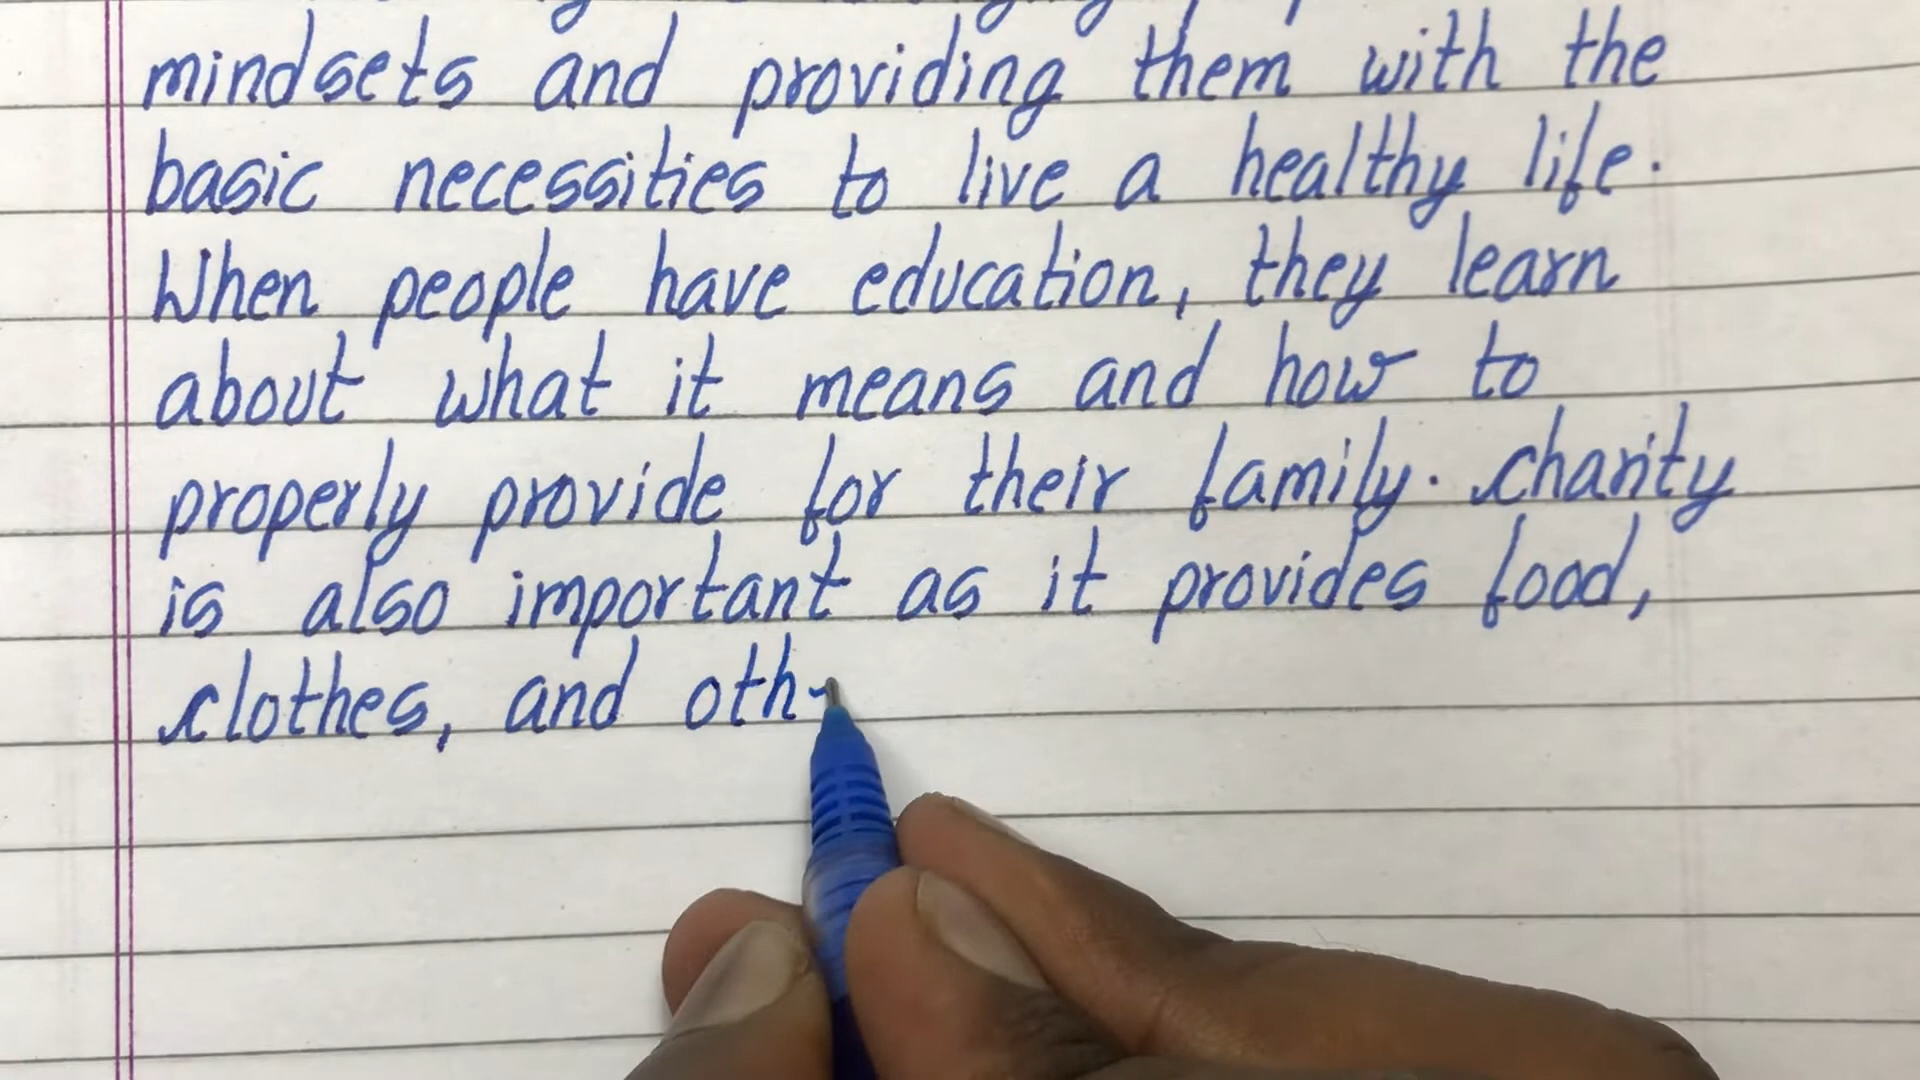 mindsets and providing them with the
basic necessities to live a healthy life.
When people have education, they learn
about what it means and how to
properly provide for their family. charity
is also important as it provides food,
clothes, and oth